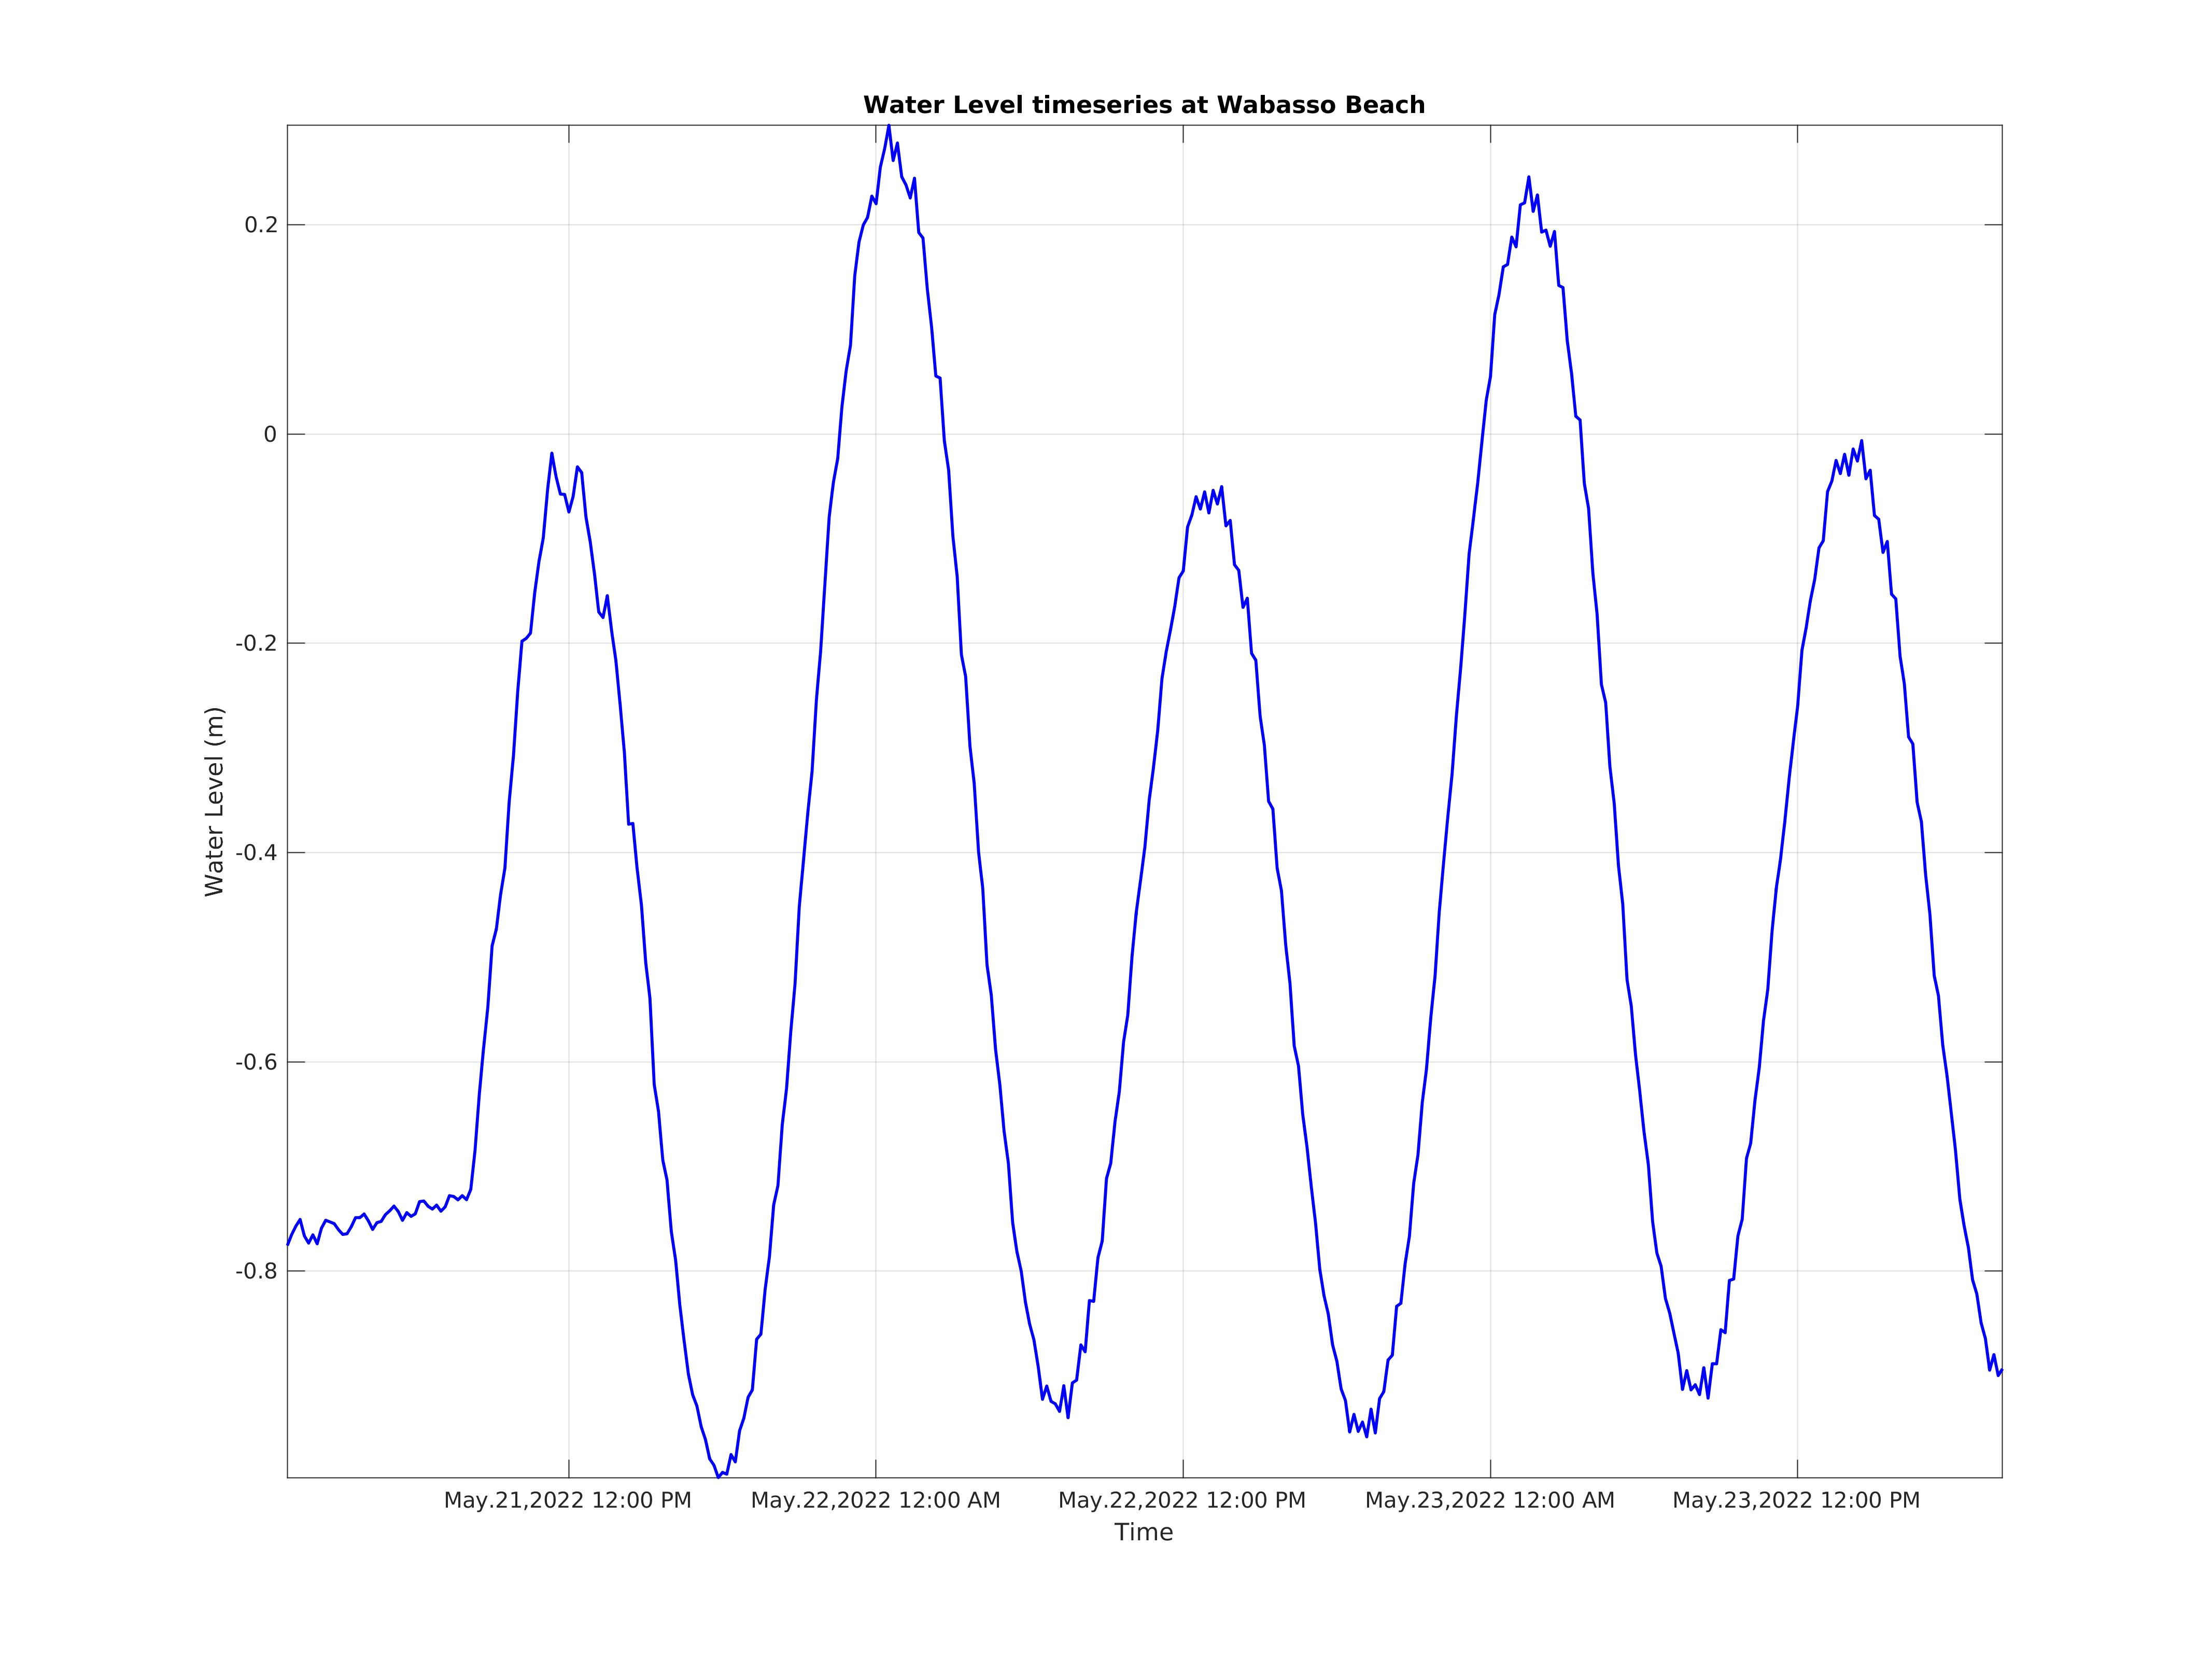 Water Level timeseries at Wabasso Beach
0.2
0
-0.2
-0.4
-0.6
-0.8
Water Level (m)
May.21,2022 12:00 PM May.22,2022 12:00 AM May.22,2022 12:00 PM May.23,2022 12:00 AM May.23,2022 12:00 PM
Time